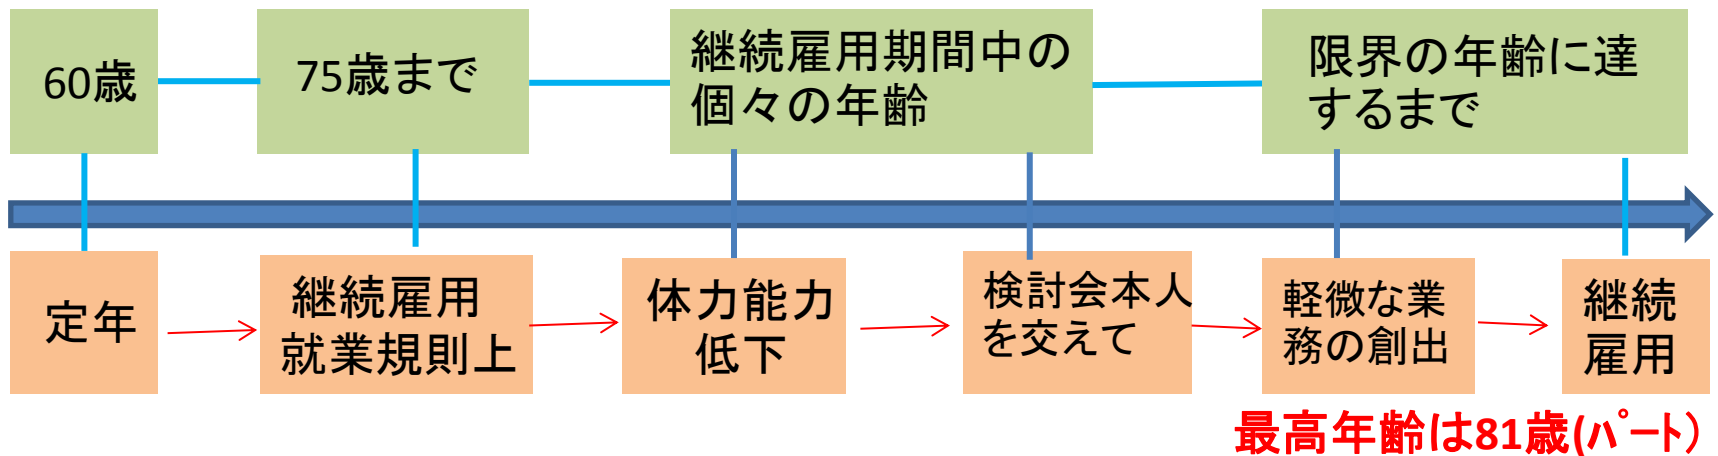 60歳
75歳まで
継続雇用期間中の
個々の年齢
限界の年齢に達
するまで
定年
継続雇用
就業規則上
体力能力
低下
検討会本人
を交えて
軽微な業
務の創出
継続
雇用
最高年齢は81歳(ﾊﾟｰﾄ)